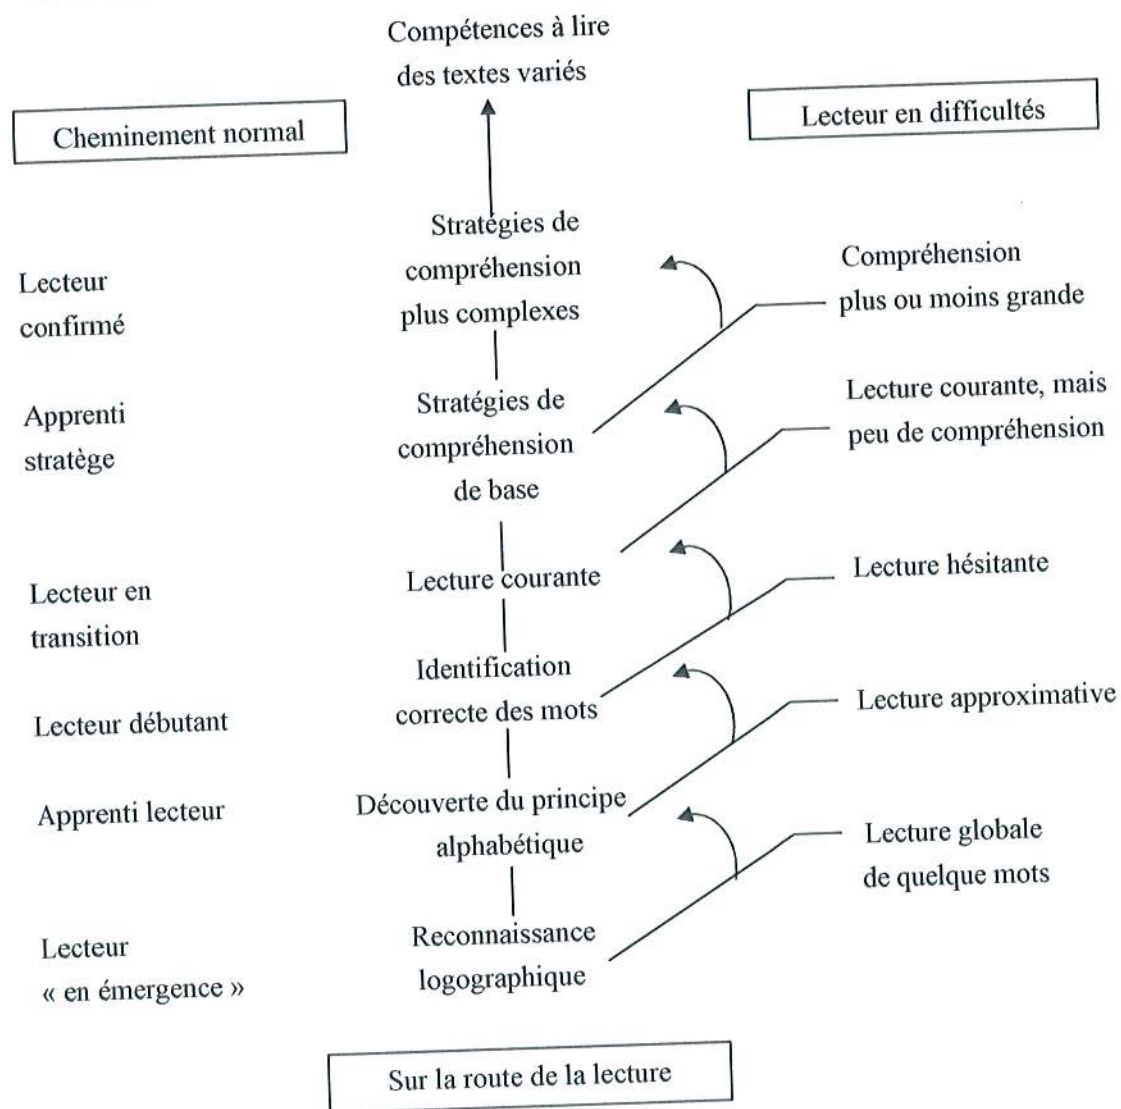 Compétences à lire
des textes variés
Cheminement normal
Lecteur en difficultés
Stratégies de
compréhension
plus complexes
Lecteur
confirmé
Compréhension
plus ou moins grande
Apprenti
stratège
Stratégies de
compréhension
de base
Lecture courante, mais
peu de compréhension
Lecteur en
transition
Lecture courante
Lecture hésitante
Lecteur débutant
Identification
correcte des mots
Lecture approximative
Apprenti lecteur
Découverte du principe
alphabétique
Lecture globale
de quelque mots
Lecteur
« en émergence »
Reconnaissance
logographique
Sur la route de la lecture